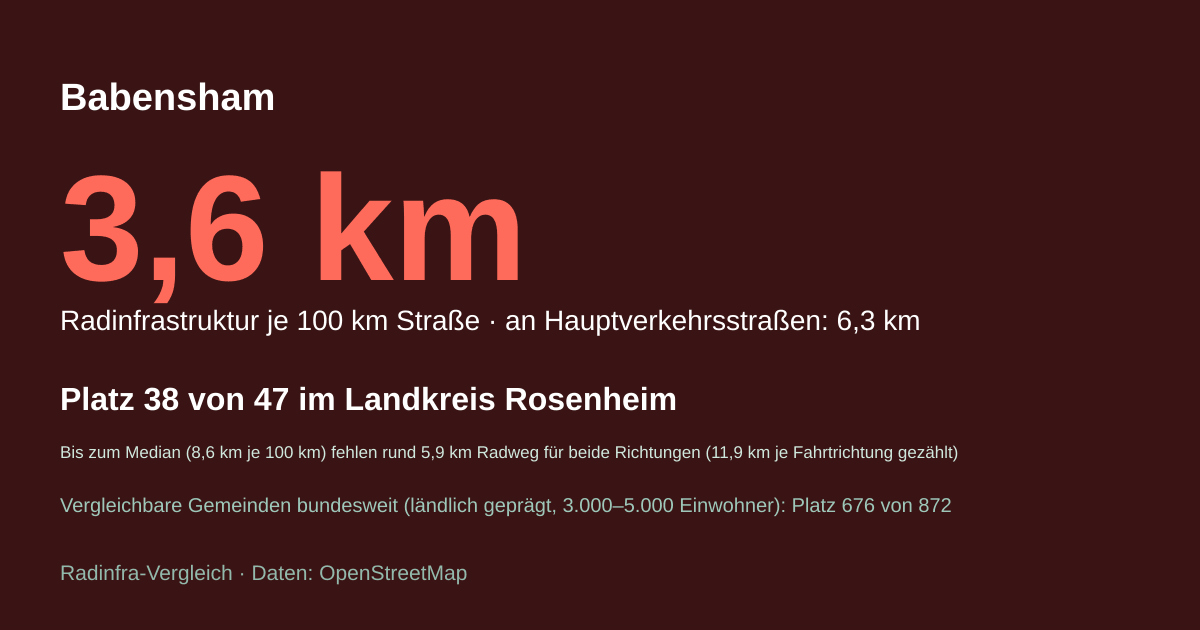 Babensham
3,6 km
Radinfrastruktur je 100 km Straße · an Hauptverkehrsstraßen: 6,3 km
Platz 38 von 47 im Landkreis Rosenheim
Bis zum Median (8,6 km je 100 km) fehlen rund 5,9 km Radweg für beide Richtungen (11,9 km je Fahrtrichtung gezählt)
Vergleichbare Gemeinden bundesweit (ländlich geprägt, 3.000–5.000 Einwohner): Platz 676 von 872
Radinfra-Vergleich · Daten: OpenStreetMap